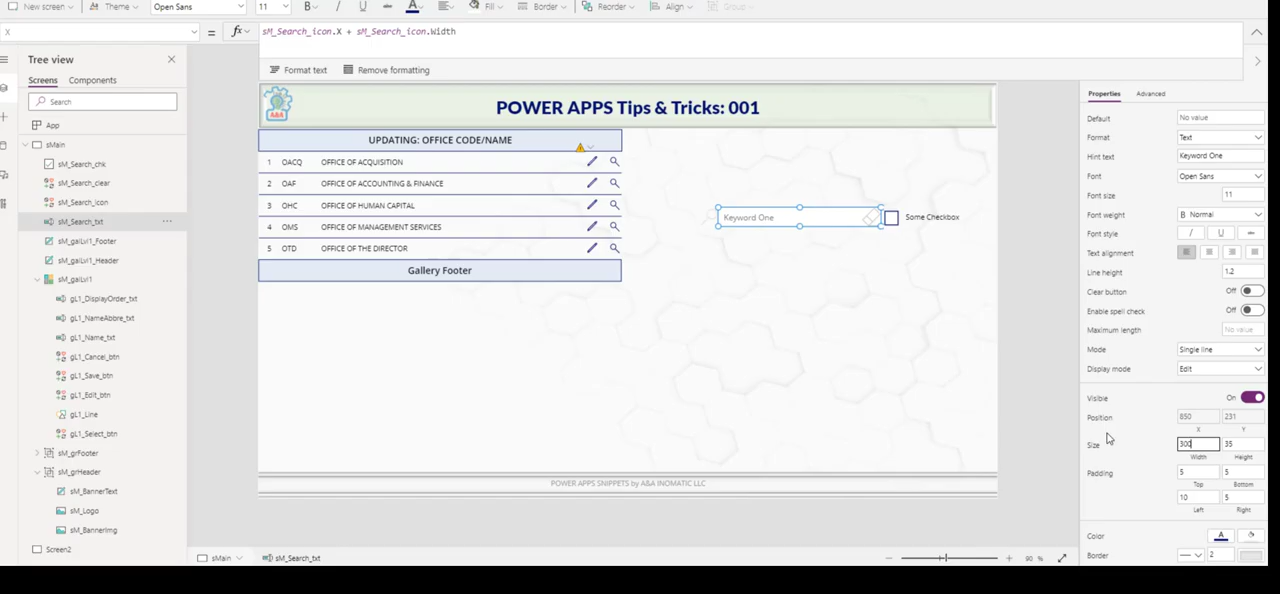 New screen
Theme
Open Sans
11
B
A
Fill
Border
Reorder
Align
Group
X
=
fx
sM_Search_icon.X + sM_Search_icon.Width
Format text
Remove formatting
Tree view
Screens
Components
Search
App
sMain
sM_Search_chk
sM_Search_clear
sM_Search_icon
sM_Search_txt
sM_galLvl1_Footer
sM_galLvl1_Header
sM_galLvl1
gL1_DisplayOrder_txt
gL1_NameAbbre_txt
gL1_Name_txt
gL1_Cancel_btn
gL1_Save_btn
gL1_Edit_btn
gL1_Line
gL1_Select_btn
sM_grFooter
sM_grHeader
sM_BannerText
sM_Logo
sM_BannerImg
Screen2
A&A
POWER APPS Tips & Tricks: 001
UPDATING: OFFICE CODE/NAME
1 OACQ OFFICE OF ACQUISITION
2 OAF OFFICE OF ACCOUNTING & FINANCE
3 OHC OFFICE OF HUMAN CAPITAL
4 OMS OFFICE OF MANAGEMENT SERVICES
5 OTD OFFICE OF THE DIRECTOR
Gallery Footer
Keyword One
Some Checkbox
POWER APPS SNIPPETS by A&A INOMATIC LLC
sMain
sM_Search_txt
90 %
Properties
Advanced
Default No value
Format Text
Hint text Keyword One
Font Open Sans
Font size 11
Font weight B Normal
Font style / U
Text alignment
Line height 1.2
Clear button Off
Enable spell check Off
Maximum length No value
Mode Single line
Display mode Edit
Visible On
Position 850 231
X Y
Size 300 35
Width Height
Padding 5 5
Top Bottom
10 5
Left Right
Color A
Border 2